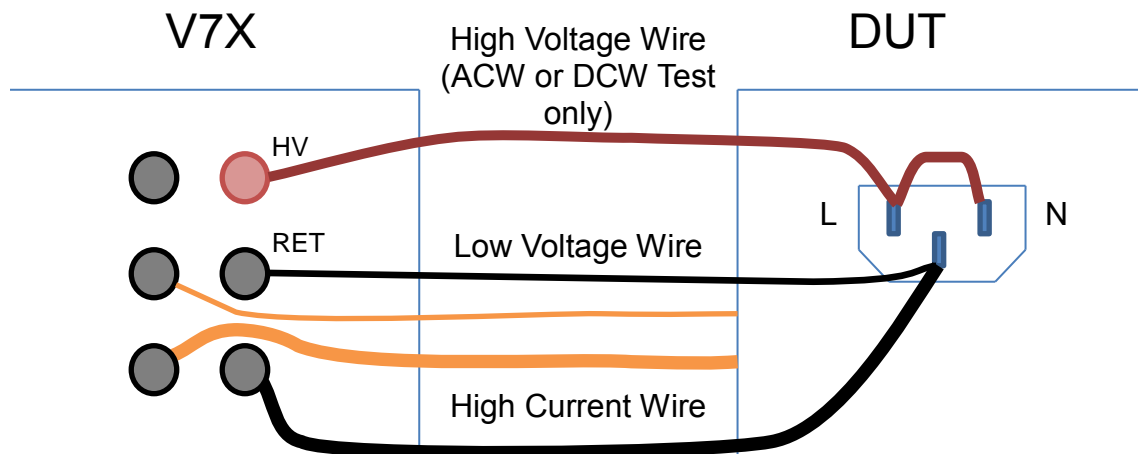 V7X
High Voltage Wire
(ACW or DCW Test
only)
DUT
HV
L
N
RET
Low Voltage Wire
High Current Wire